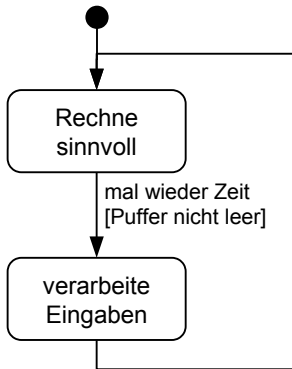 Rechne
sinnvoll
mal wieder Zeit
[Puffer nicht leer]
verarbeite
Eingaben